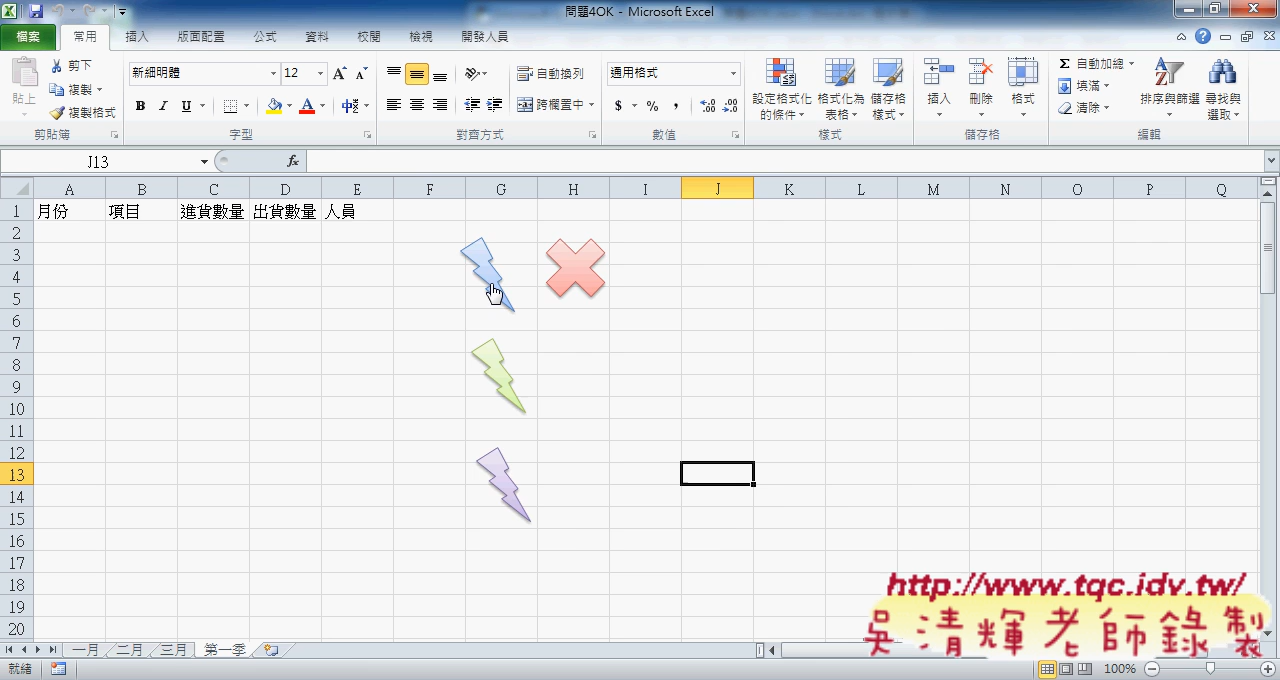 問題4OK - Microsoft Excel
檔案 常用 插入 版面配置 公式 資料 校閱 檢視 開發人員
貼上 剪下 複製 複製格式 剪貼簿
新細明體 12 B I U A A A 中 字型
自動換列 跨欄置中 對齊方式
通用格式 $ % , .0 .00 .00 .0 數值
設定格式化的條件 格式化為表格 儲存格樣式 樣式
插入 刪除 格式 儲存格
Σ 自動加總 填滿 清除 排序與篩選 尋找與選取 編輯
J13 fx
A B C D E F G H I J K L M N O P Q
1 月份 項目 進貨數量 出貨數量 人員
2
3
4
5
6
7
8
9
10
11
12
13
14
15
16
17
18
19
20
http://www.tqc.idv.tw/
吳清輝老師錄製
一月 二月 三月 第一季
就緒 100%